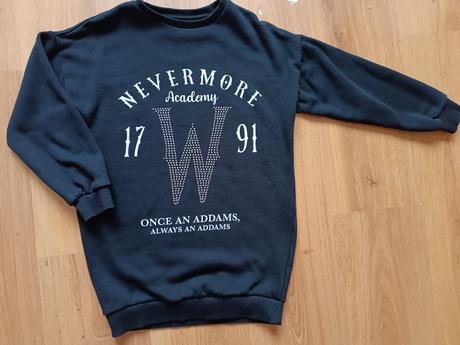 NEVERMORE
Academy
17 W 91
ONCE AN ADDAMS,
ALWAYS AN ADDAMS